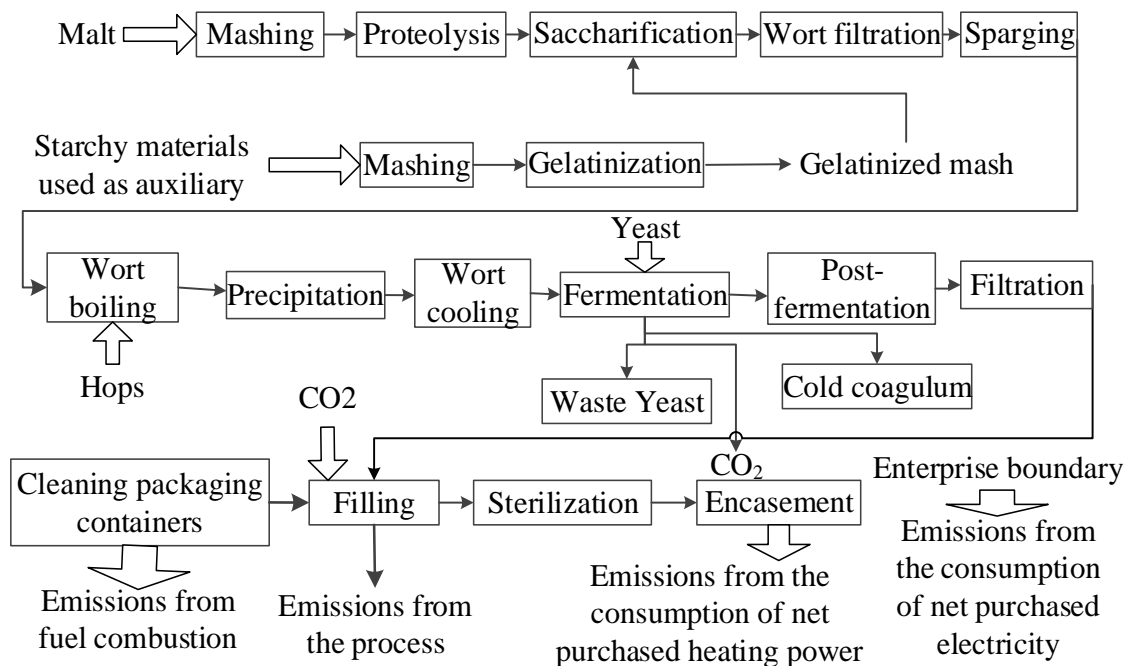 Malt
Mashing
Proteolysis
Saccharification
Wort filtration
Sparging
Starchy materials
used as auxiliary
Mashing
Gelatinization
Gelatinized mash
Yeast
Wort
boiling
Precipitation
Wort
cooling
Fermentation
Post-
fermentation
Filtration
Hops
Waste Yeast
Cold coagulum
CO2
CO₂
Enterprise boundary
Cleaning packaging
containers
Filling
Sterilization
Encasement
Emissions from
fuel combustion
Emissions from
the process
Emissions from the
consumption of net
purchased heating power
Emissions from
the consumption
of net purchased
electricity